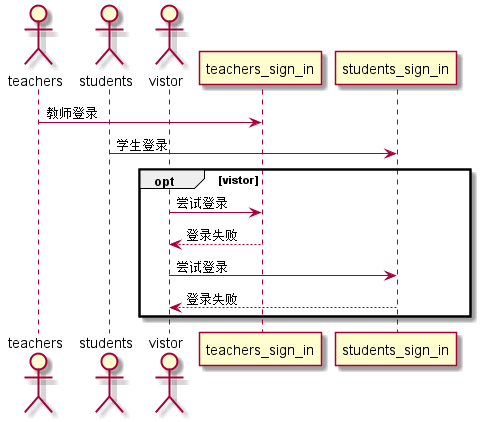 teachers students vistor teachers_sign_in students_sign_in
教师登录
学生登录
opt [vistor]
尝试登录
登录失败
尝试登录
登录失败
teachers students vistor teachers_sign_in students_sign_in